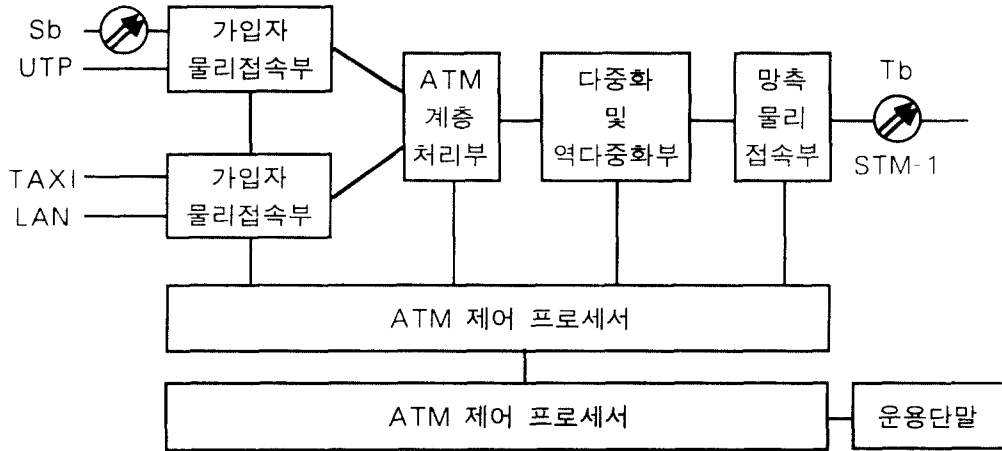 Sb
UTP
가입자
물리접속부
TAXI
LAN
가입자
물리접속부
ATM
계층
처리부
다중화
및
역다중화부
망측
물리
접속부
Tb
STM-1
ATM 제어 프로세서
ATM 제어 프로세서
운용단말